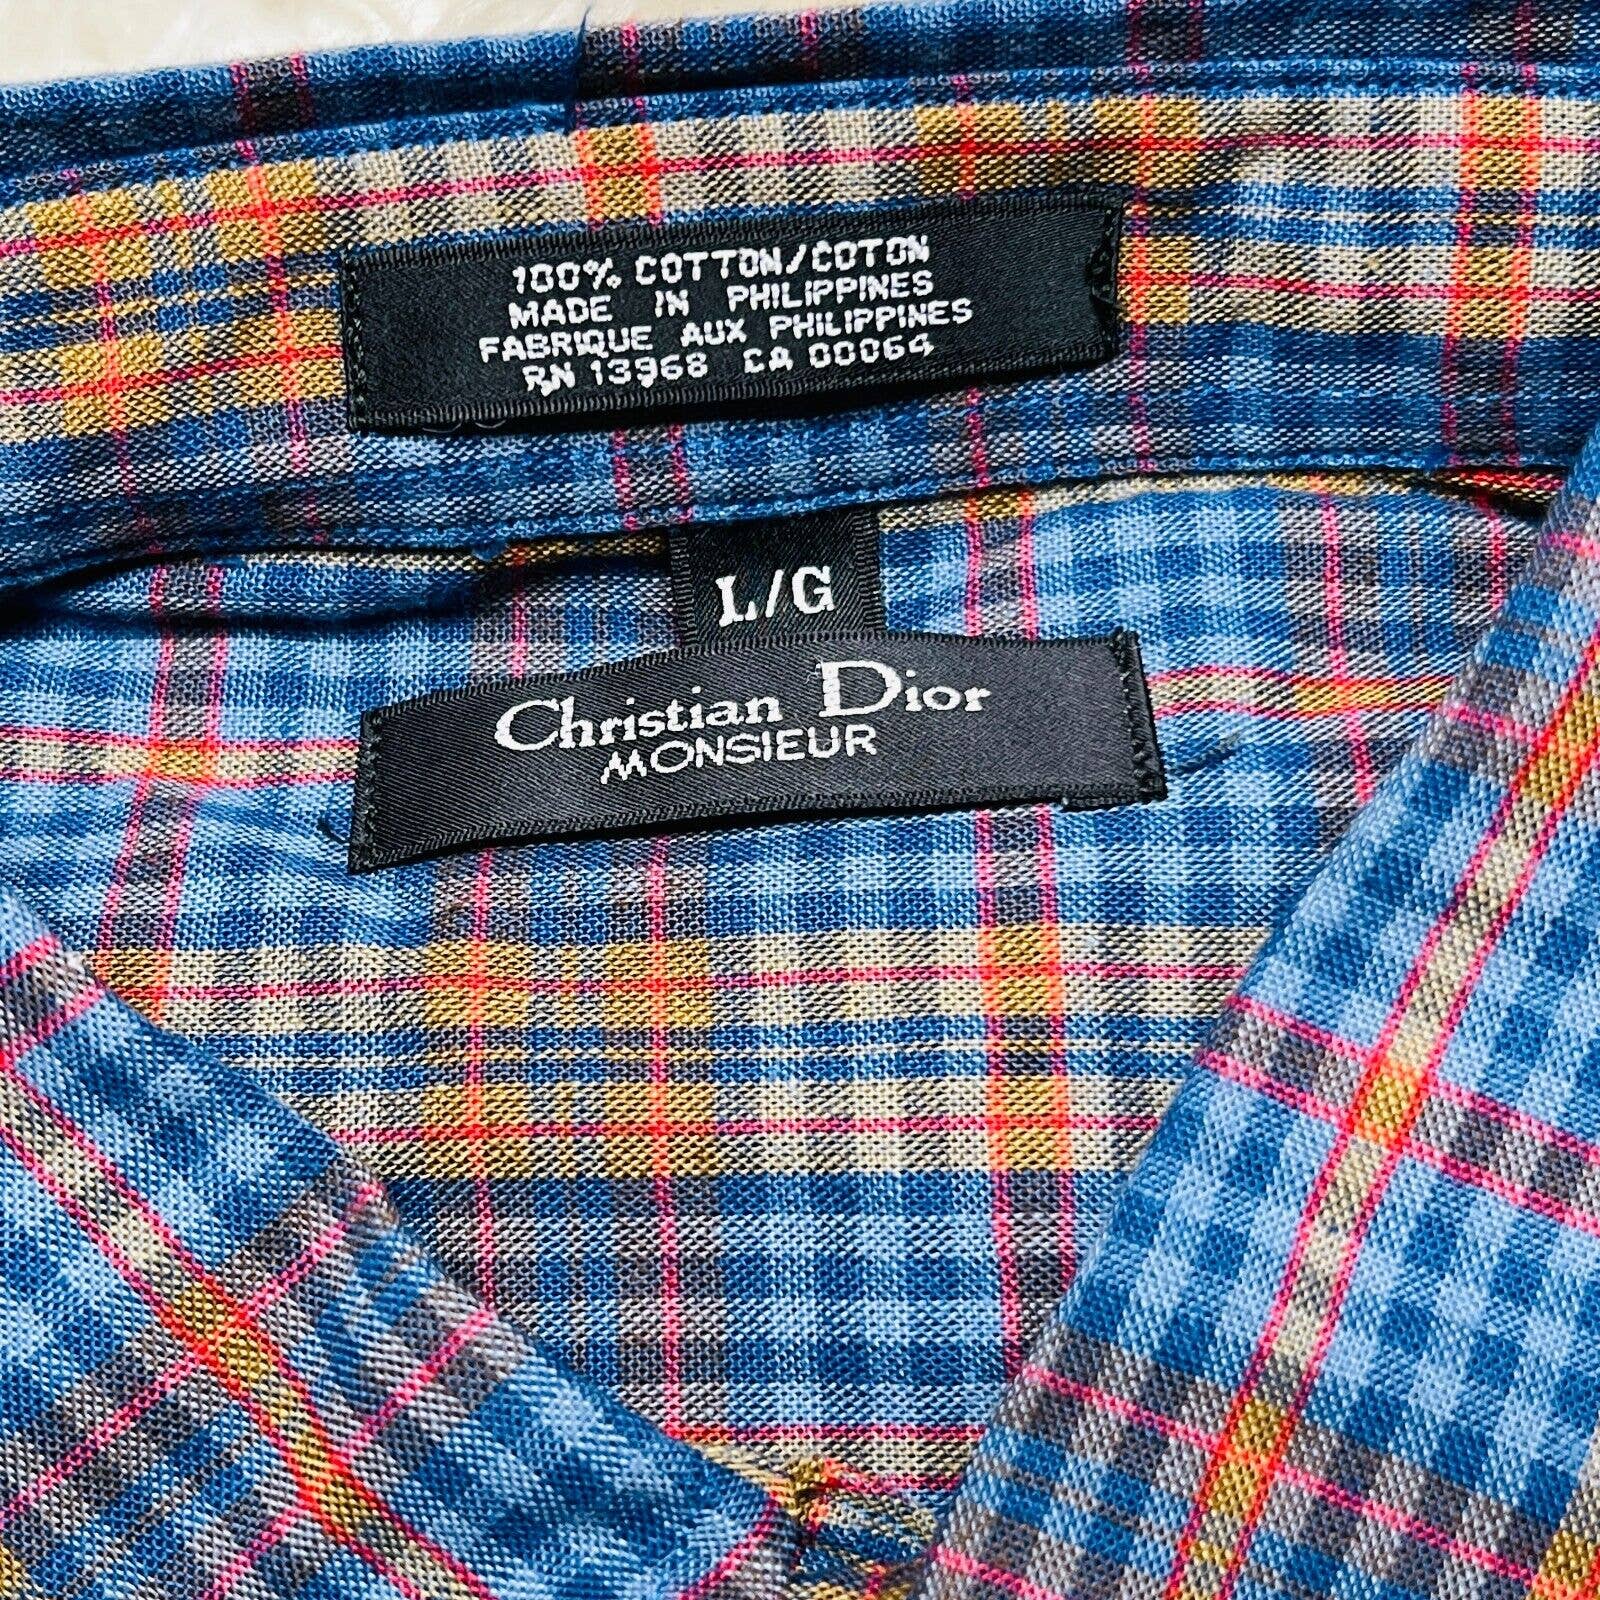 100% COTTON/COTON
MADE IN PHILIPPINES
FABRIQUE AUX PHILIPPINES
RN 13968 CA 00064
L/G
Christian Dior
MONSIEUR